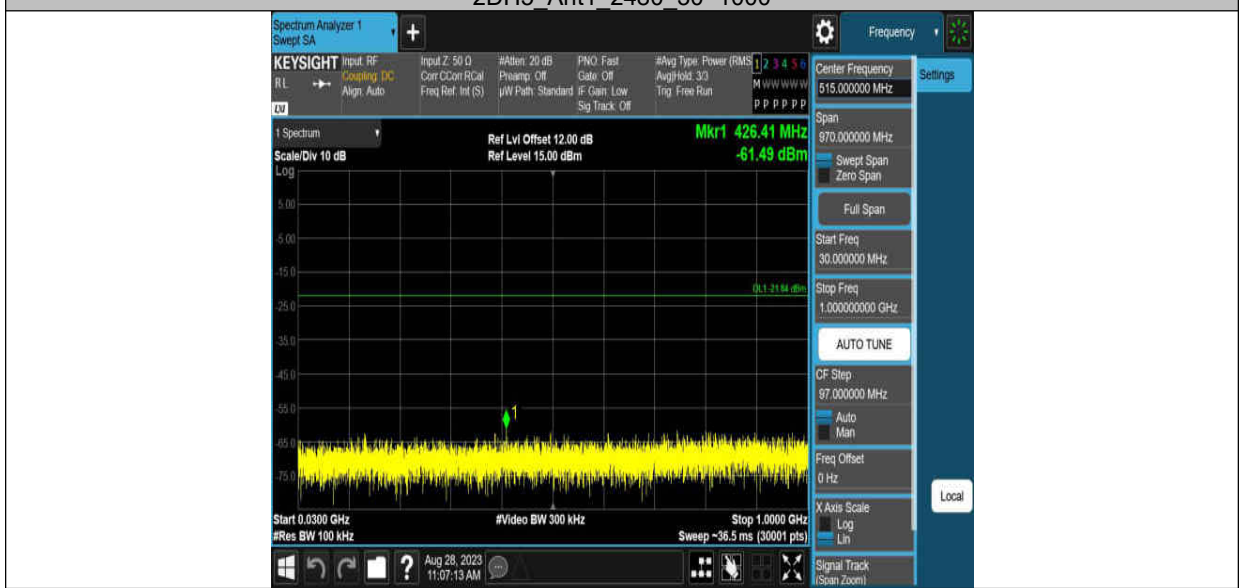 2DH5_Ant1_2480_30~1000
Spectrum Analyzer 1
Swept SA
+
Frequency
KEYSIGHT
RL
LXI
Input: RF
Coupling: DC
Align: Auto
Input Z: 50 Ω
Corr CCorr RCal
Freq Ref: Int (S)
#Atten: 20 dB
Preamp: Off
µW Path: Standard
PNO: Fast
Gate: Off
IF Gain: Low
Sig Track: Off
#Avg Type: Power (RMS
Avg|Hold: 3/3
Trig: Free Run
1 2 3 4 5 6
M W W W W W
P P P P P P
1 Spectrum
Scale/Div 10 dB
Log
Ref Lvl Offset 12.00 dB
Ref Level 15.00 dBm
Mkr1 426.41 MHz
-61.49 dBm
5.00
-5.00
-15.0
-25.0
-35.0
-45.0
-55.0
-65.0
-75.0
DL1 -21.84 dBm
1
Start 0.0300 GHz
#Res BW 100 kHz
#Video BW 300 kHz
Stop 1.0000 GHz
Sweep ~36.5 ms (30001 pts)
Center Frequency
515.000000 MHz
Span
970.000000 MHz
Swept Span
Zero Span
Full Span
Start Freq
30.000000 MHz
Stop Freq
1.000000000 GHz
AUTO TUNE
CF Step
97.000000 MHz
Auto
Man
Freq Offset
0 Hz
X Axis Scale
Log
Lin
Signal Track
(Span Zoom)
Settings
Local
?
Aug 28, 2023
11:07:13 AM